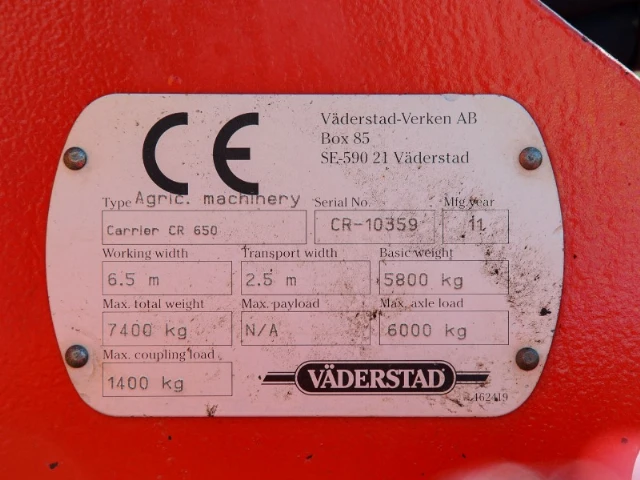 CE
Väderstad-Verken AB
Box 85
SE-590 21 Väderstad
Type Agric. machinery Serial No. Mfg year
Carrier CR 650 CR-10359 11
Working width Transport width Basic weight
6.5 m 2.5 m 5800 kg
Max. total weight Max. payload Max. axle load
7400 kg N/A 6000 kg
Max. coupling load
1400 kg
VÄDERSTAD
462419